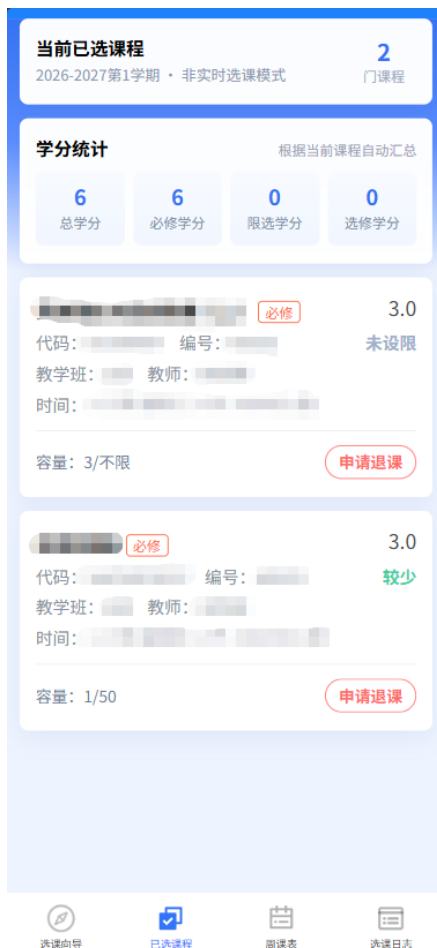 当前已选课程
2026-2027第1学期 · 非实时选课模式
2
门课程
学分统计
根据当前课程自动汇总
6
总学分
6
必修学分
0
限选学分
0
选修学分
必修
3.0
代码：
编号：
未设限
教学班：
教师：
时间：
容量：3/不限
申请退课
必修
3.0
代码：
编号：
较少
教学班：
教师：
时间：
容量：1/50
申请退课
选课向导
已选课程
周课表
选课日志